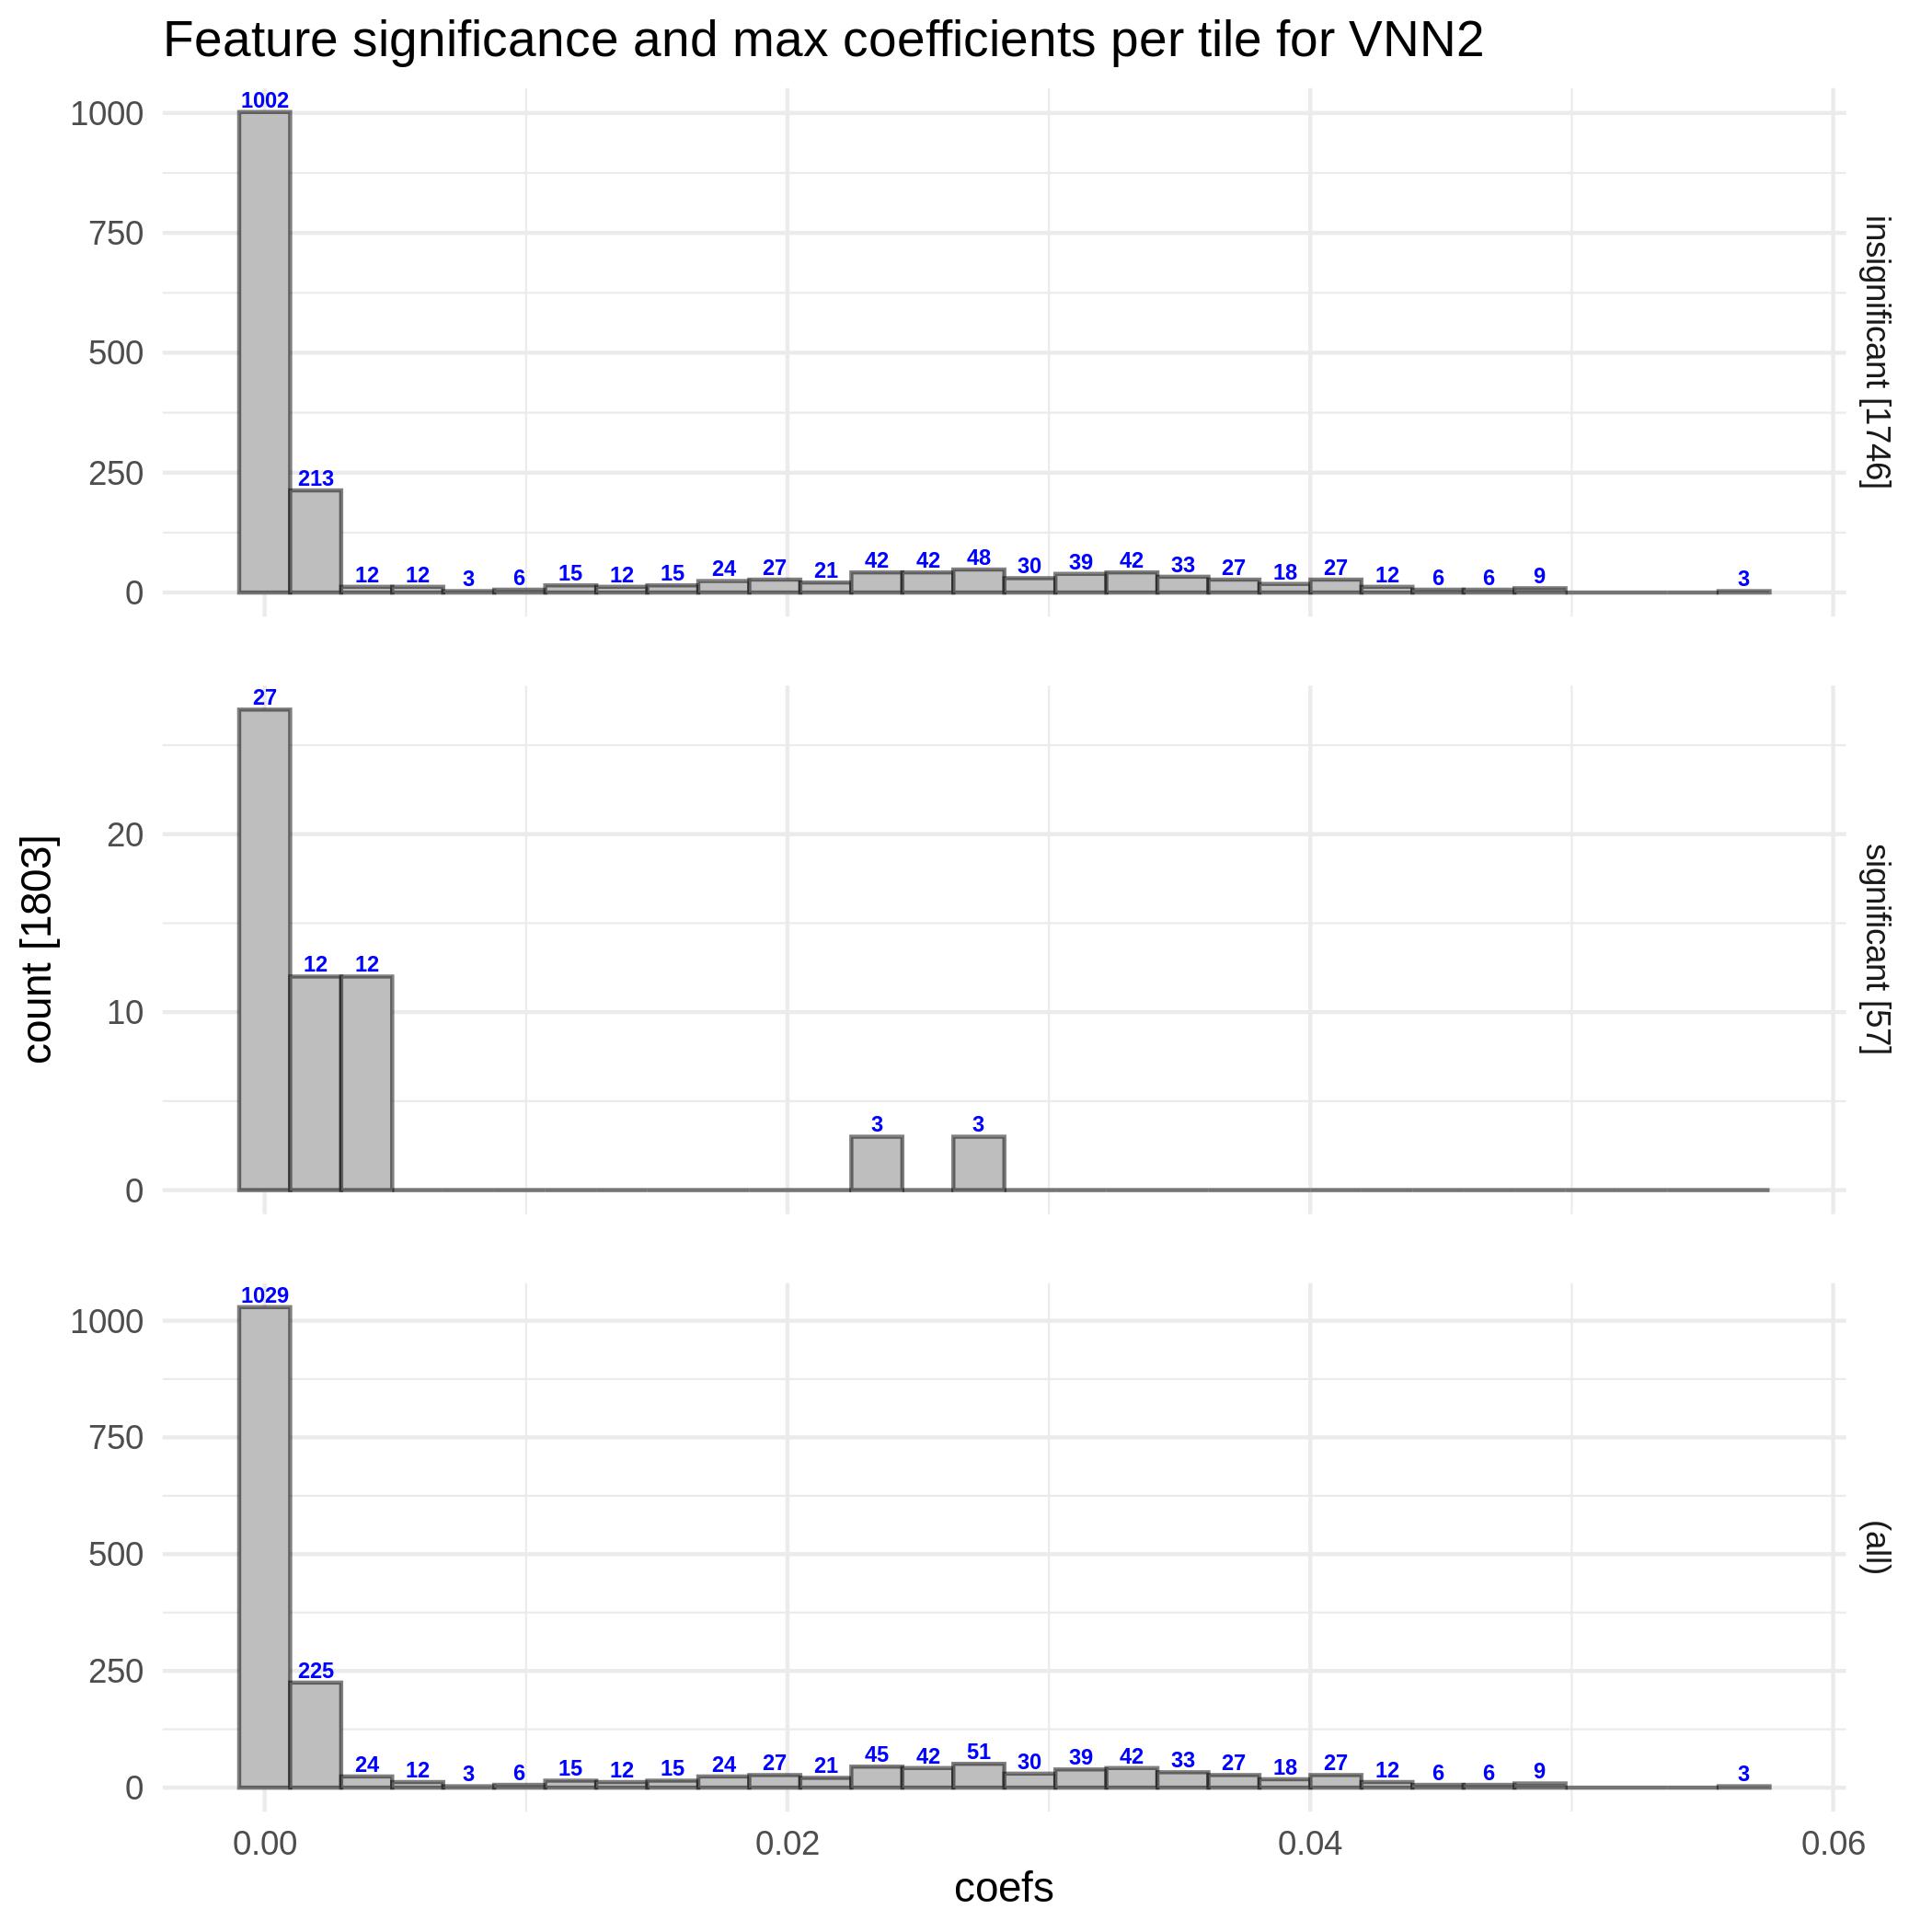 Feature significance and max coefficients per tile for VNN2
1002
1000
750
500
250
0
213
12 12 3 6 15 12 15 24 27 21 42 42 48 30 39 42 33 27 18 27 12 6 6 9 3
insignificant [1746]
27
20
10
0
12 12
3 3
significant [57]
count [1803]
1029
1000
750
500
250
0
225
24 12 3 6 15 12 15 24 27 21 45 42 51 30 39 42 33 27 18 27 12 6 6 9 3
(all)
0.00 0.02 0.04 0.06
coefs